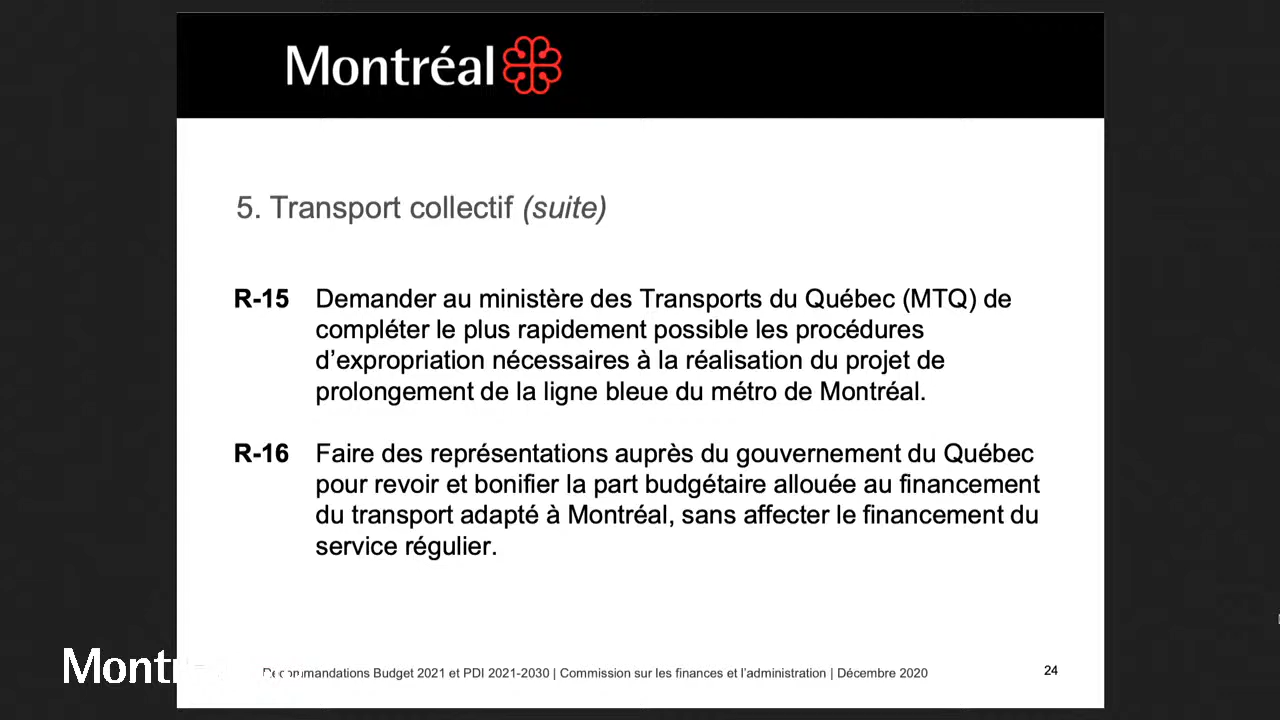 Montréal
5. Transport collectif (suite)
R-15 Demander au ministère des Transports du Québec (MTQ) de
compléter le plus rapidement possible les procédures
d’expropriation nécessaires à la réalisation du projet de
prolongement de la ligne bleue du métro de Montréal.
R-16 Faire des représentations auprès du gouvernement du Québec
pour revoir et bonifier la part budgétaire allouée au financement
du transport adapté à Montréal, sans affecter le financement du
service régulier.
Recommandations Budget 2021 et PDI 2021-2030 | Commission sur les finances et l’administration | Décembre 2020
24